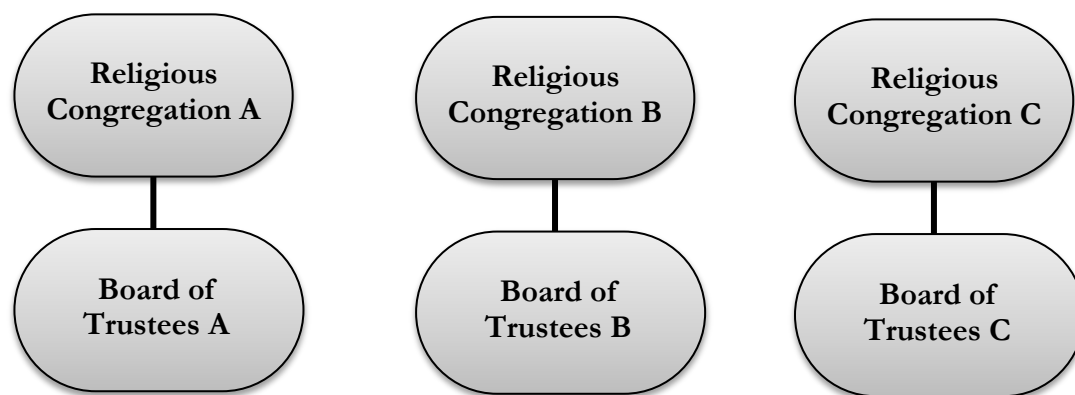 Religious
Congregation A
Religious
Congregation B
Religious
Congregation C
Board of
Trustees A
Board of
Trustees B
Board of
Trustees C